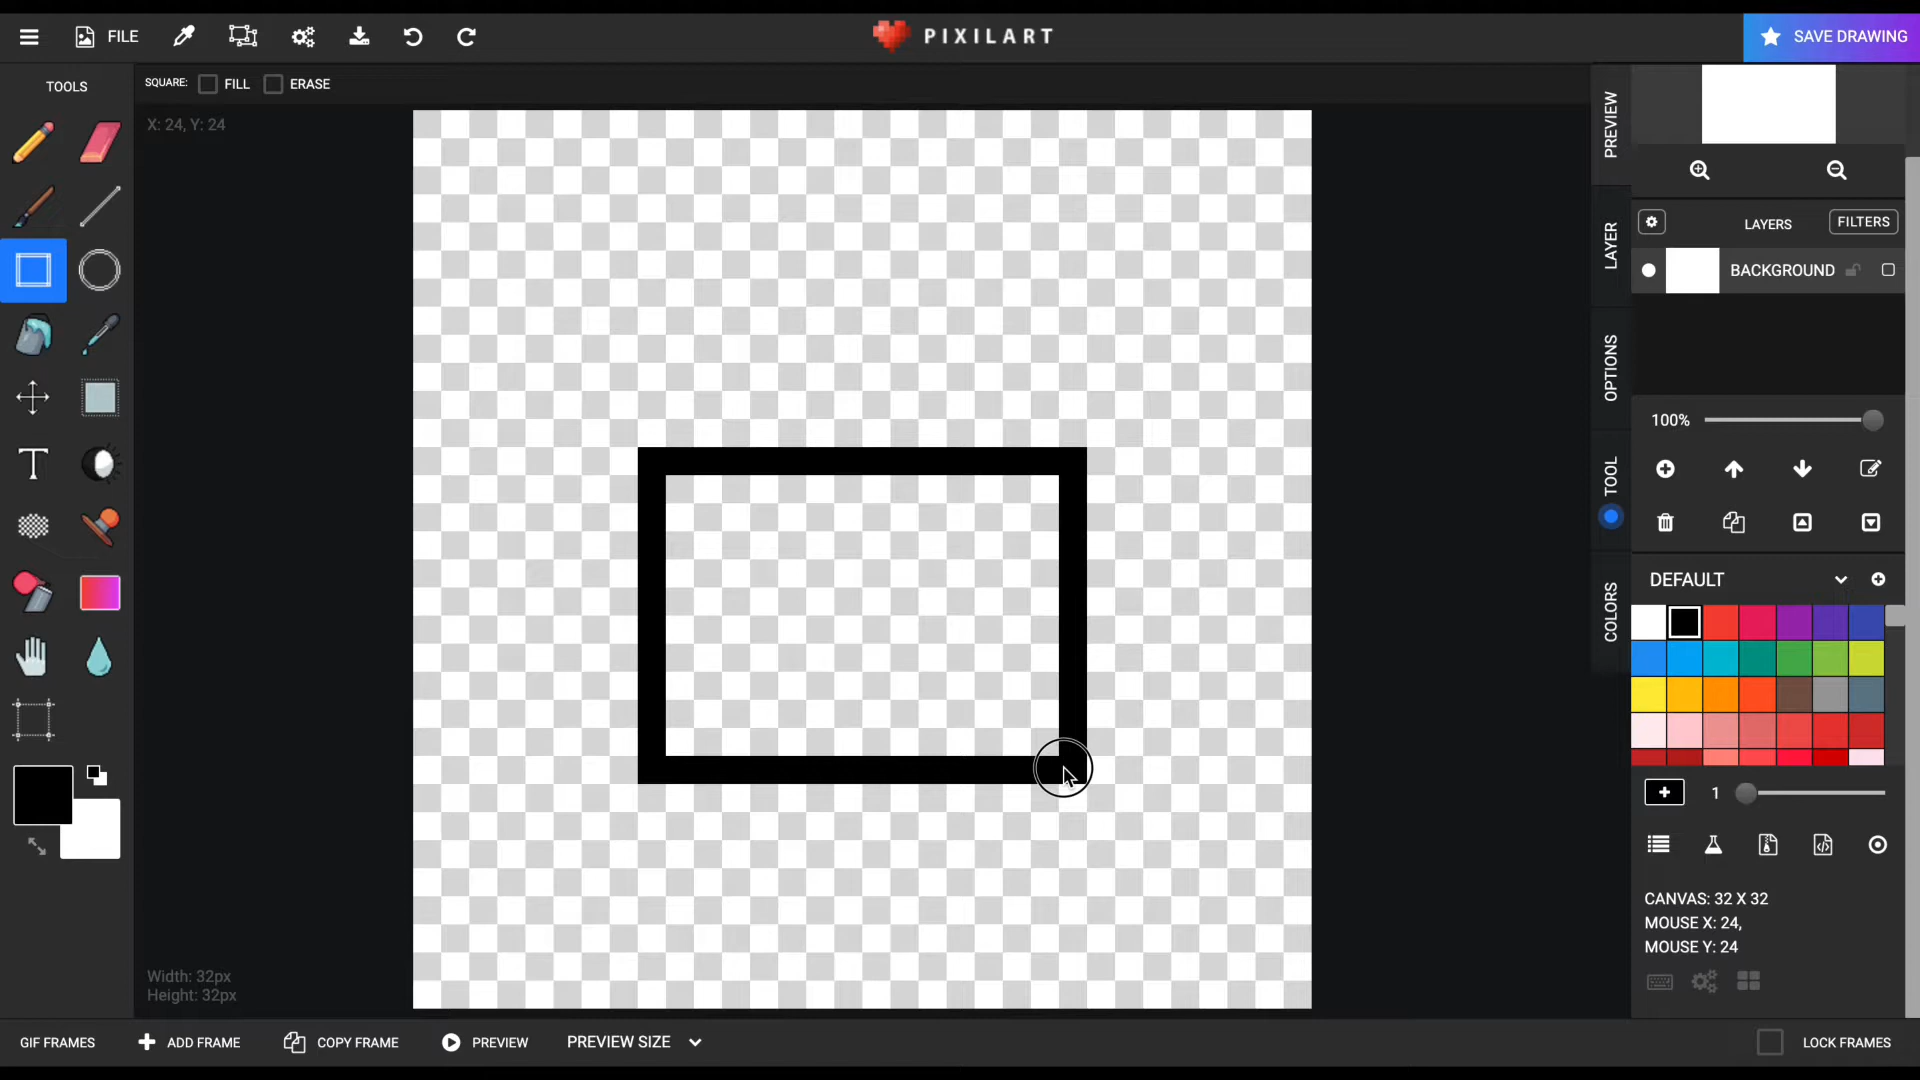 FILE
PIXILART
SAVE DRAWING
TOOLS
SQUARE: FILL ERASE
X: 24, Y: 24
PREVIEW
LAYER
OPTIONS
TOOL
COLORS
LAYERS
FILTERS
BACKGROUND
100%
T
DEFAULT
1
CANVAS: 32 X 32
MOUSE X: 24,
MOUSE Y: 24
Width: 32px
Height: 32px
GIF FRAMES
ADD FRAME
COPY FRAME
PREVIEW
PREVIEW SIZE
LOCK FRAMES